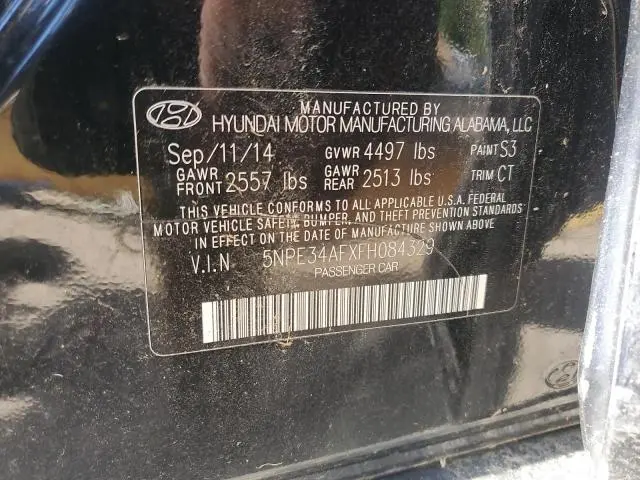 MANUFACTURED BY
HYUNDAI MOTOR MANUFACTURING ALABAMA, LLC
Sep/11/14 GVWR 4497 lbs PAINT S3
GAWR FRONT 2557 lbs GAWR REAR 2513 lbs TRIM CT
THIS VEHICLE CONFORMS TO ALL APPLICABLE U.S.A. FEDERAL
MOTOR VEHICLE SAFETY, BUMPER, AND THEFT PREVENTION STANDARDS
IN EFFECT ON THE DATE OF MANUFACTURE SHOWN ABOVE.
V.I.N 5NPE34AFXFH084329
PASSENGER CAR